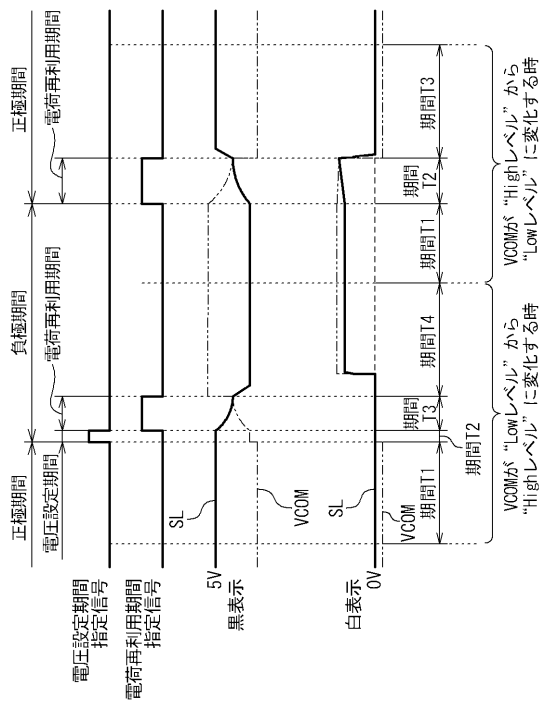 正極期間
負極期間
正極期間
電圧設定期間
電荷再利用期間
電荷再利用期間
電圧設定期間
指定信号
電荷再利用期間
指定信号
5V
黒表示
SL
VCOM
白表示
0V
SL
VCOM
期間T1
期間T2
期間
T3
期間T4
期間T1
期間
T2
期間T3
VCOMが“Lowレベル”から
“Highレベル”に変化する時
VCOMが“Highレベル”から
“Lowレベル”に変化する時